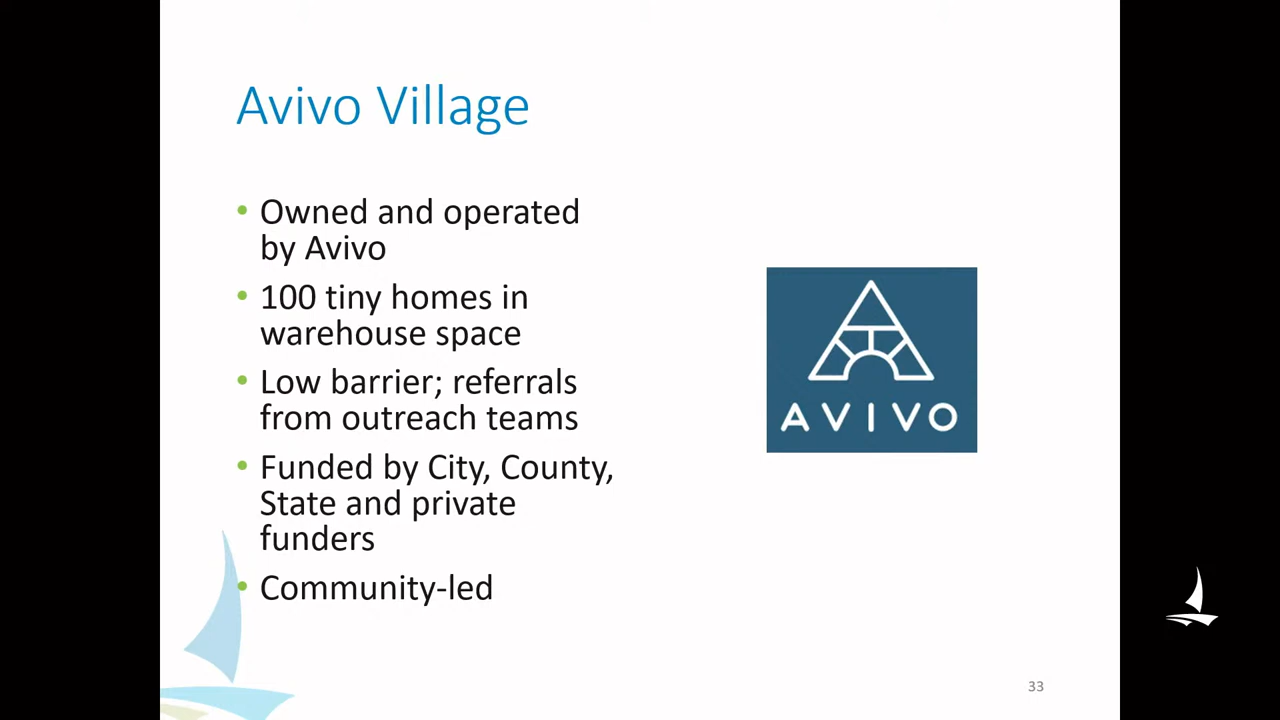 Avivo Village
• Owned and operated
by Avivo
• 100 tiny homes in
warehouse space
• Low barrier; referrals
from outreach teams
• Funded by City, County,
State and private
funders
• Community-led
AVIVO
33